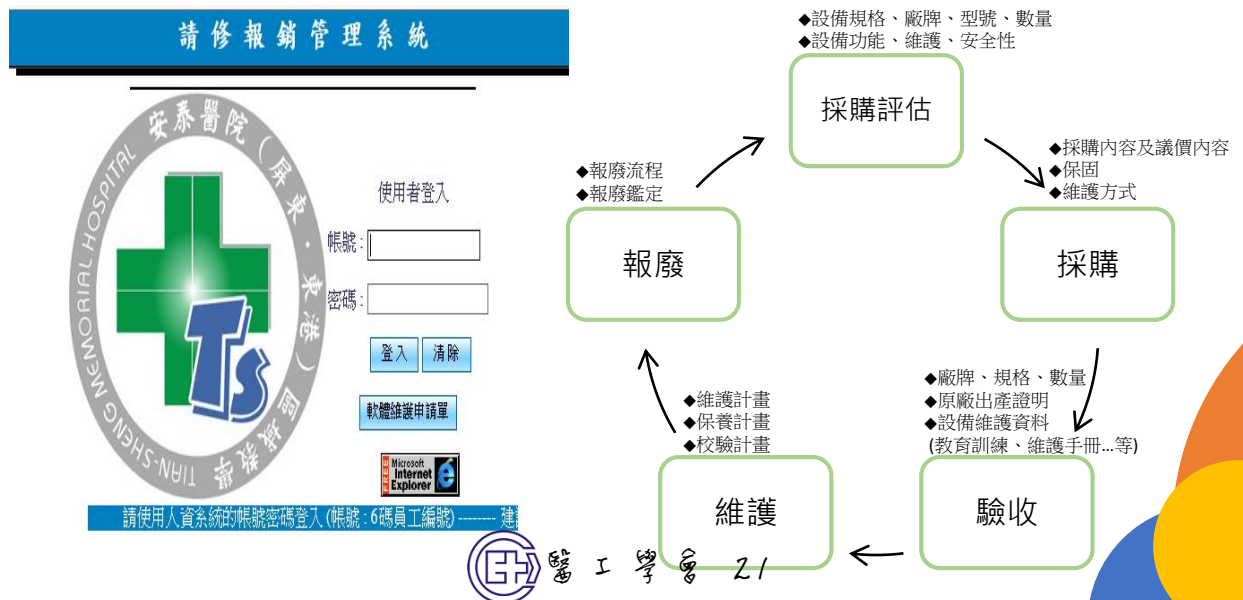 請修報銷管理系統
安泰醫院（屏東．東港）區域教學
TIAN-SHENG MEMORIAL HOSPITAL
Ts
使用者登入
帳號：
密碼：
登入 清除
軟體維護申請單
FREE
Microsoft
Internet
Explorer
請使用人資系統的帳號密碼登入 (帳號：6碼員工編號) -------- 建
◆設備規格、廠牌、型號、數量
◆設備功能、維護、安全性
採購評估
◆採購內容及議價內容
◆保固
◆維護方式
採購
◆廠牌、規格、數量
◆原廠出產證明
◆設備維護資料
(教育訓練、維護手冊...等)
驗收
◆維護計畫
◆保養計畫
◆校驗計畫
維護
◆報廢流程
◆報廢鑑定
報廢
醫工學會 21